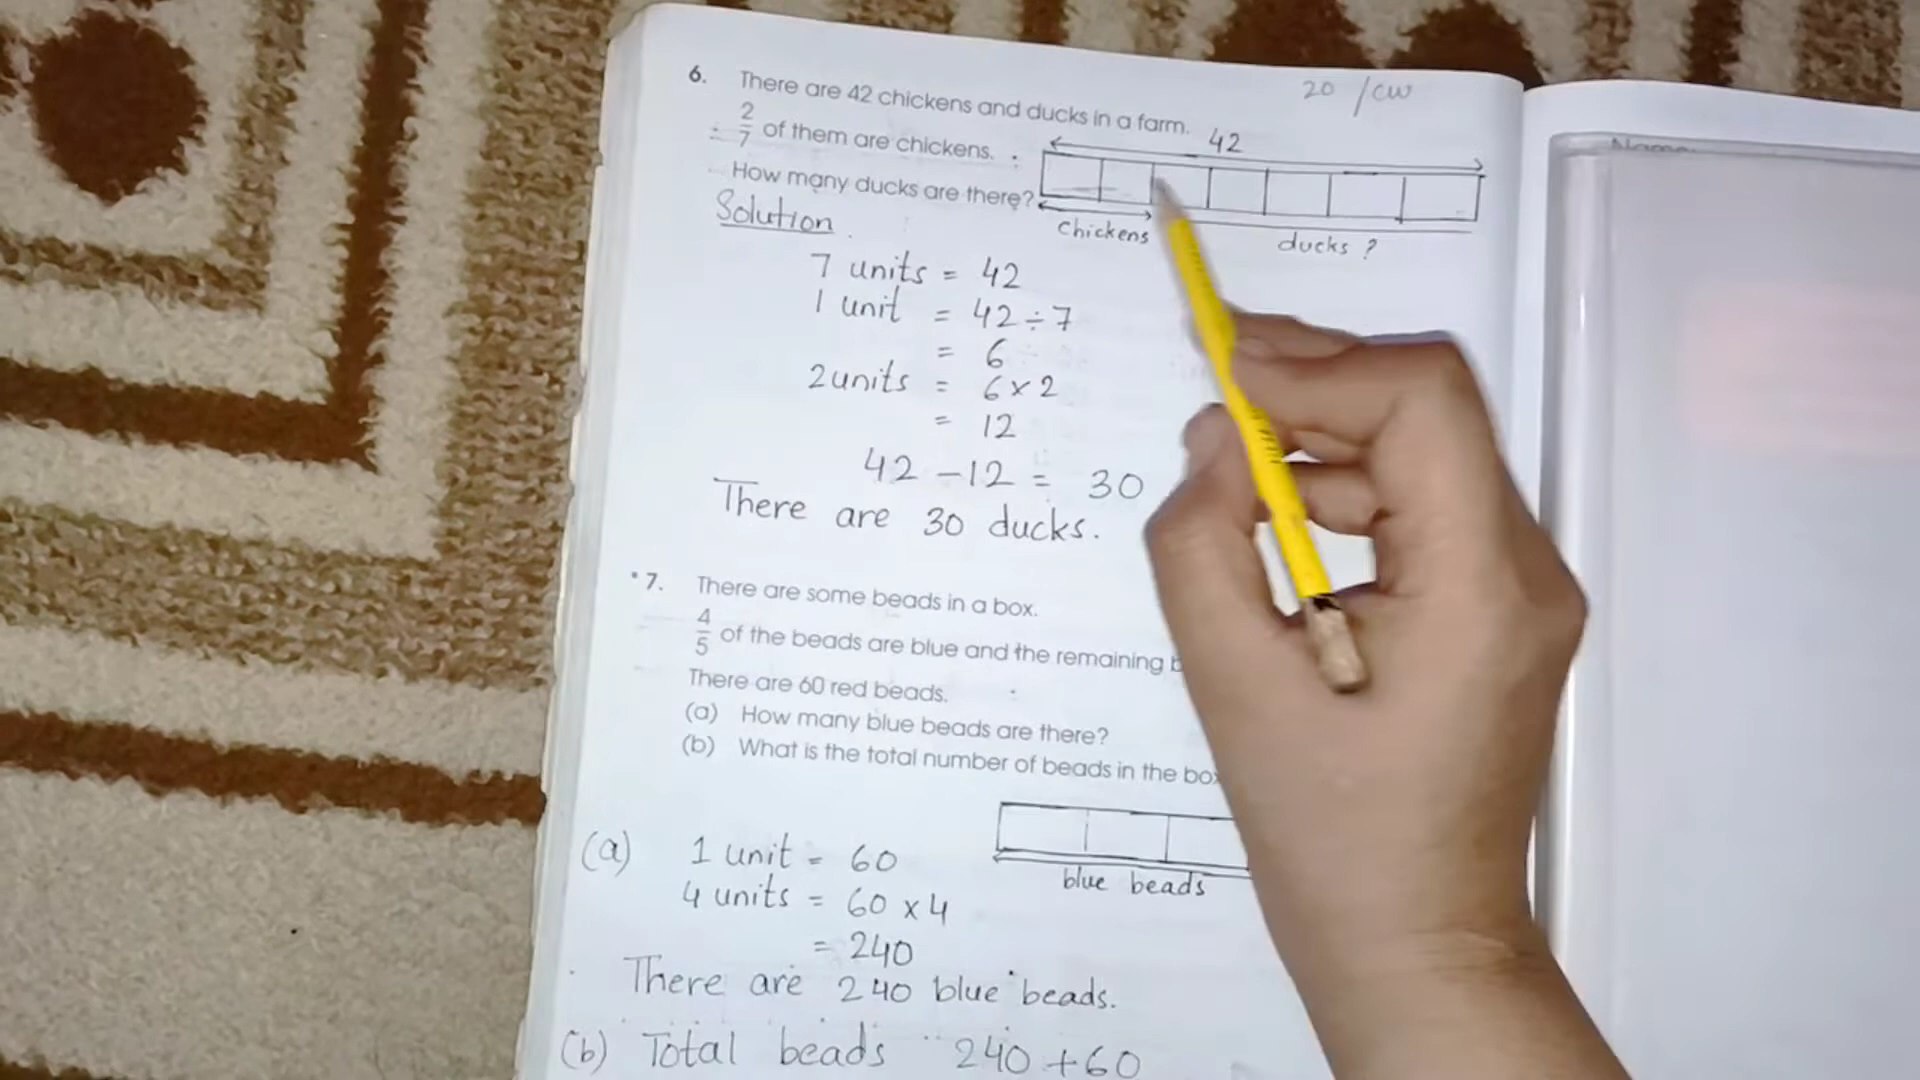 20 /CW
6. There are 42 chickens and ducks in a farm.
2/7 of them are chickens.
How many ducks are there?
42
Chickens
ducks ?
Solution
7 units = 42
1 unit = 42 ÷ 7
= 6
2 units = 6 x 2
= 12
42 - 12 = 30
There are 30 ducks.
7. There are some beads in a box.
4/5 of the beads are blue and the remaining
There are 60 red beads.
(a) How many blue beads are there?
(b) What is the total number of beads in the
blue beads
(a) 1 unit = 60
4 units = 60 x 4
= 240
There are 240 blue beads.
(b) Total beads 240 + 60